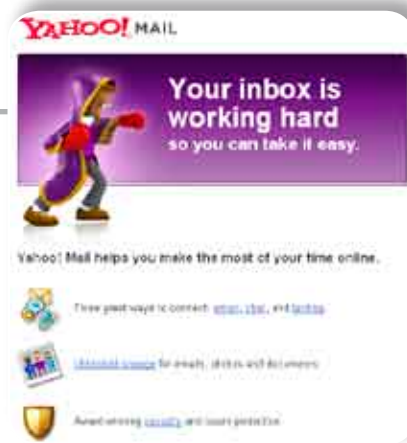 YAHOO! MAIL
Your inbox is
working hard
so you can take it easy.
Yahoo! Mail helps you make the most of your time online.
Three great ways to connect: email, chat, and texting
Unlimited storage for emails, photos and documents
Award-winning security and spam protection